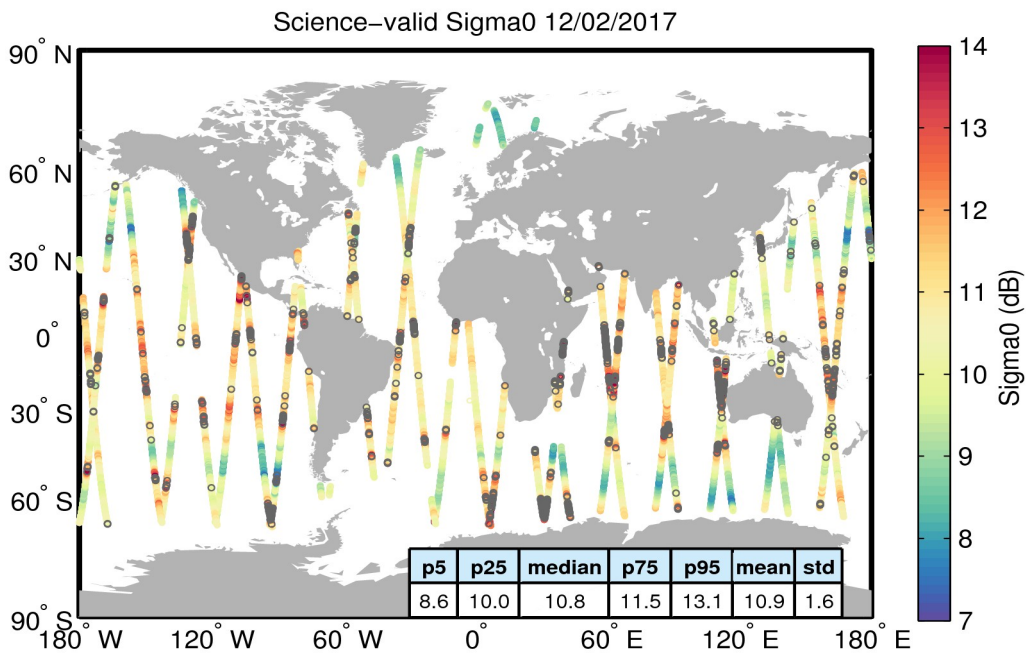 Science−valid Sigma0 12/02/2017
90° N
60° N
30° N
0°
30° S
60° S
90° S
180° W
120° W
60° W
0°
60° E
120° E
180° E
p5 p25 median p75 p95 mean std
8.6 10.0 10.8 11.5 13.1 10.9 1.6
14
13
12
11
10
9
8
7
Sigma0 (dB)